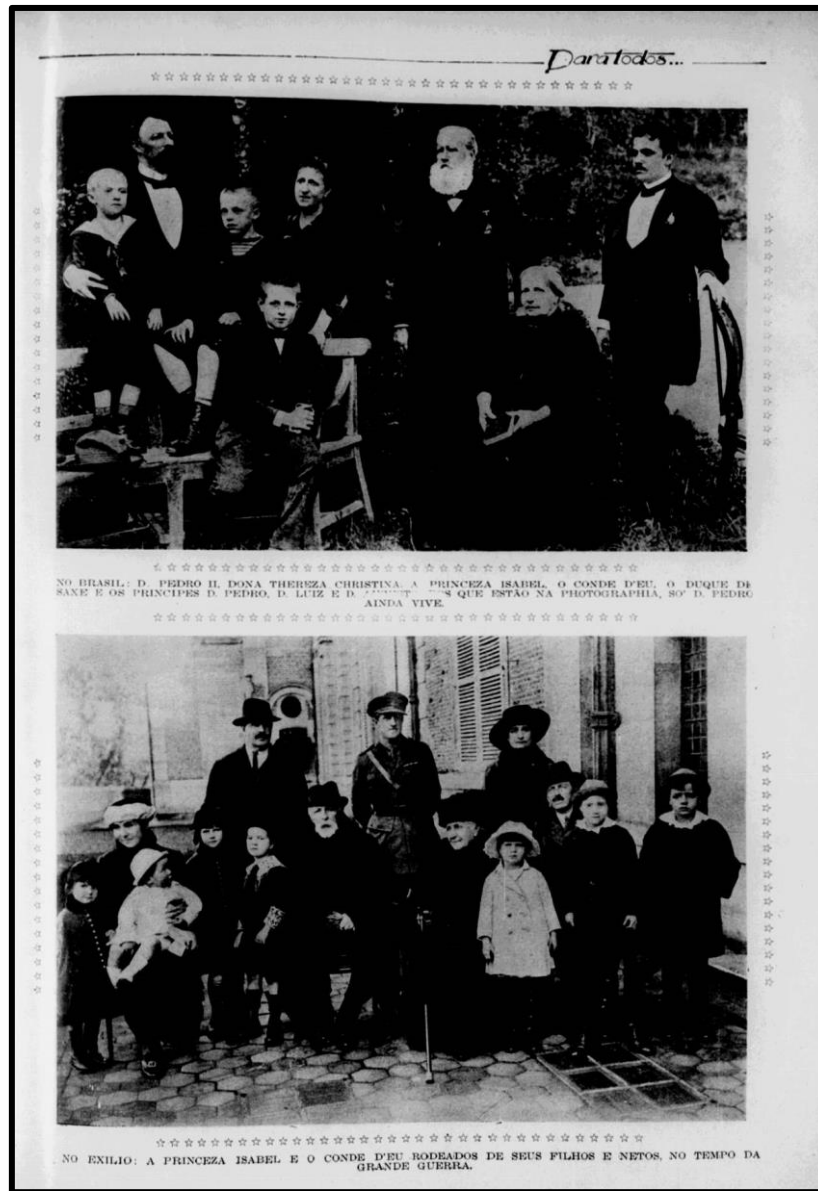 Para todos...
NO BRASIL: D. PEDRO II, DONA THEREZA CHRISTINA, A PRINCEZA ISABEL, O CONDE D'EU, O DUQUE DE
SAXE E OS PRINCIPES D. PEDRO, D. LUIZ E D. QUE ESTÃO NA PHOTOGRAPHIA, SO' D. PEDRO
AINDA VIVE.
NO EXILIO: A PRINCEZA ISABEL E O CONDE D'EU RODEADOS DE SEUS FILHOS E NETOS, NO TEMPO DA
GRANDE GUERRA.